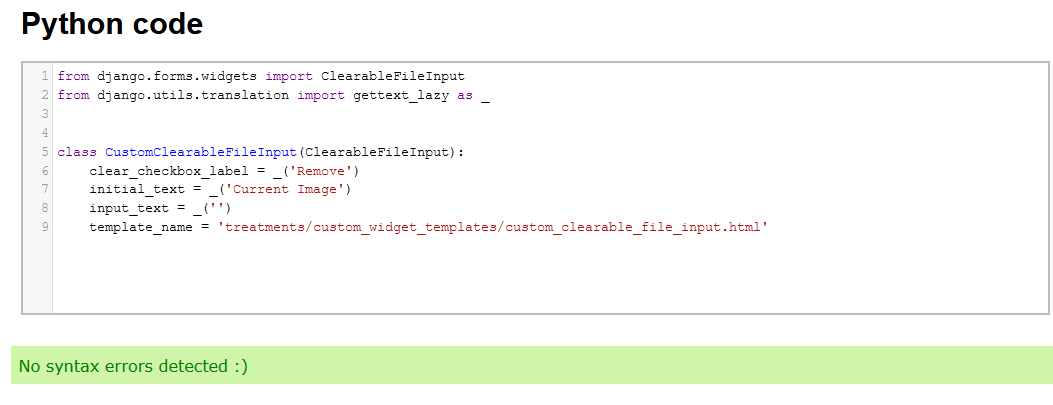 Python code
1 from django.forms.widgets import ClearableFileInput
2 from django.utils.translation import gettext_lazy as _
3
4
5 class CustomClearableFileInput(ClearableFileInput):
6     clear_checkbox_label = _('Remove')
7     initial_text = _('Current Image')
8     input_text = _('')
9     template_name = 'treatments/custom_widget_templates/custom_clearable_file_input.html'
No syntax errors detected :)